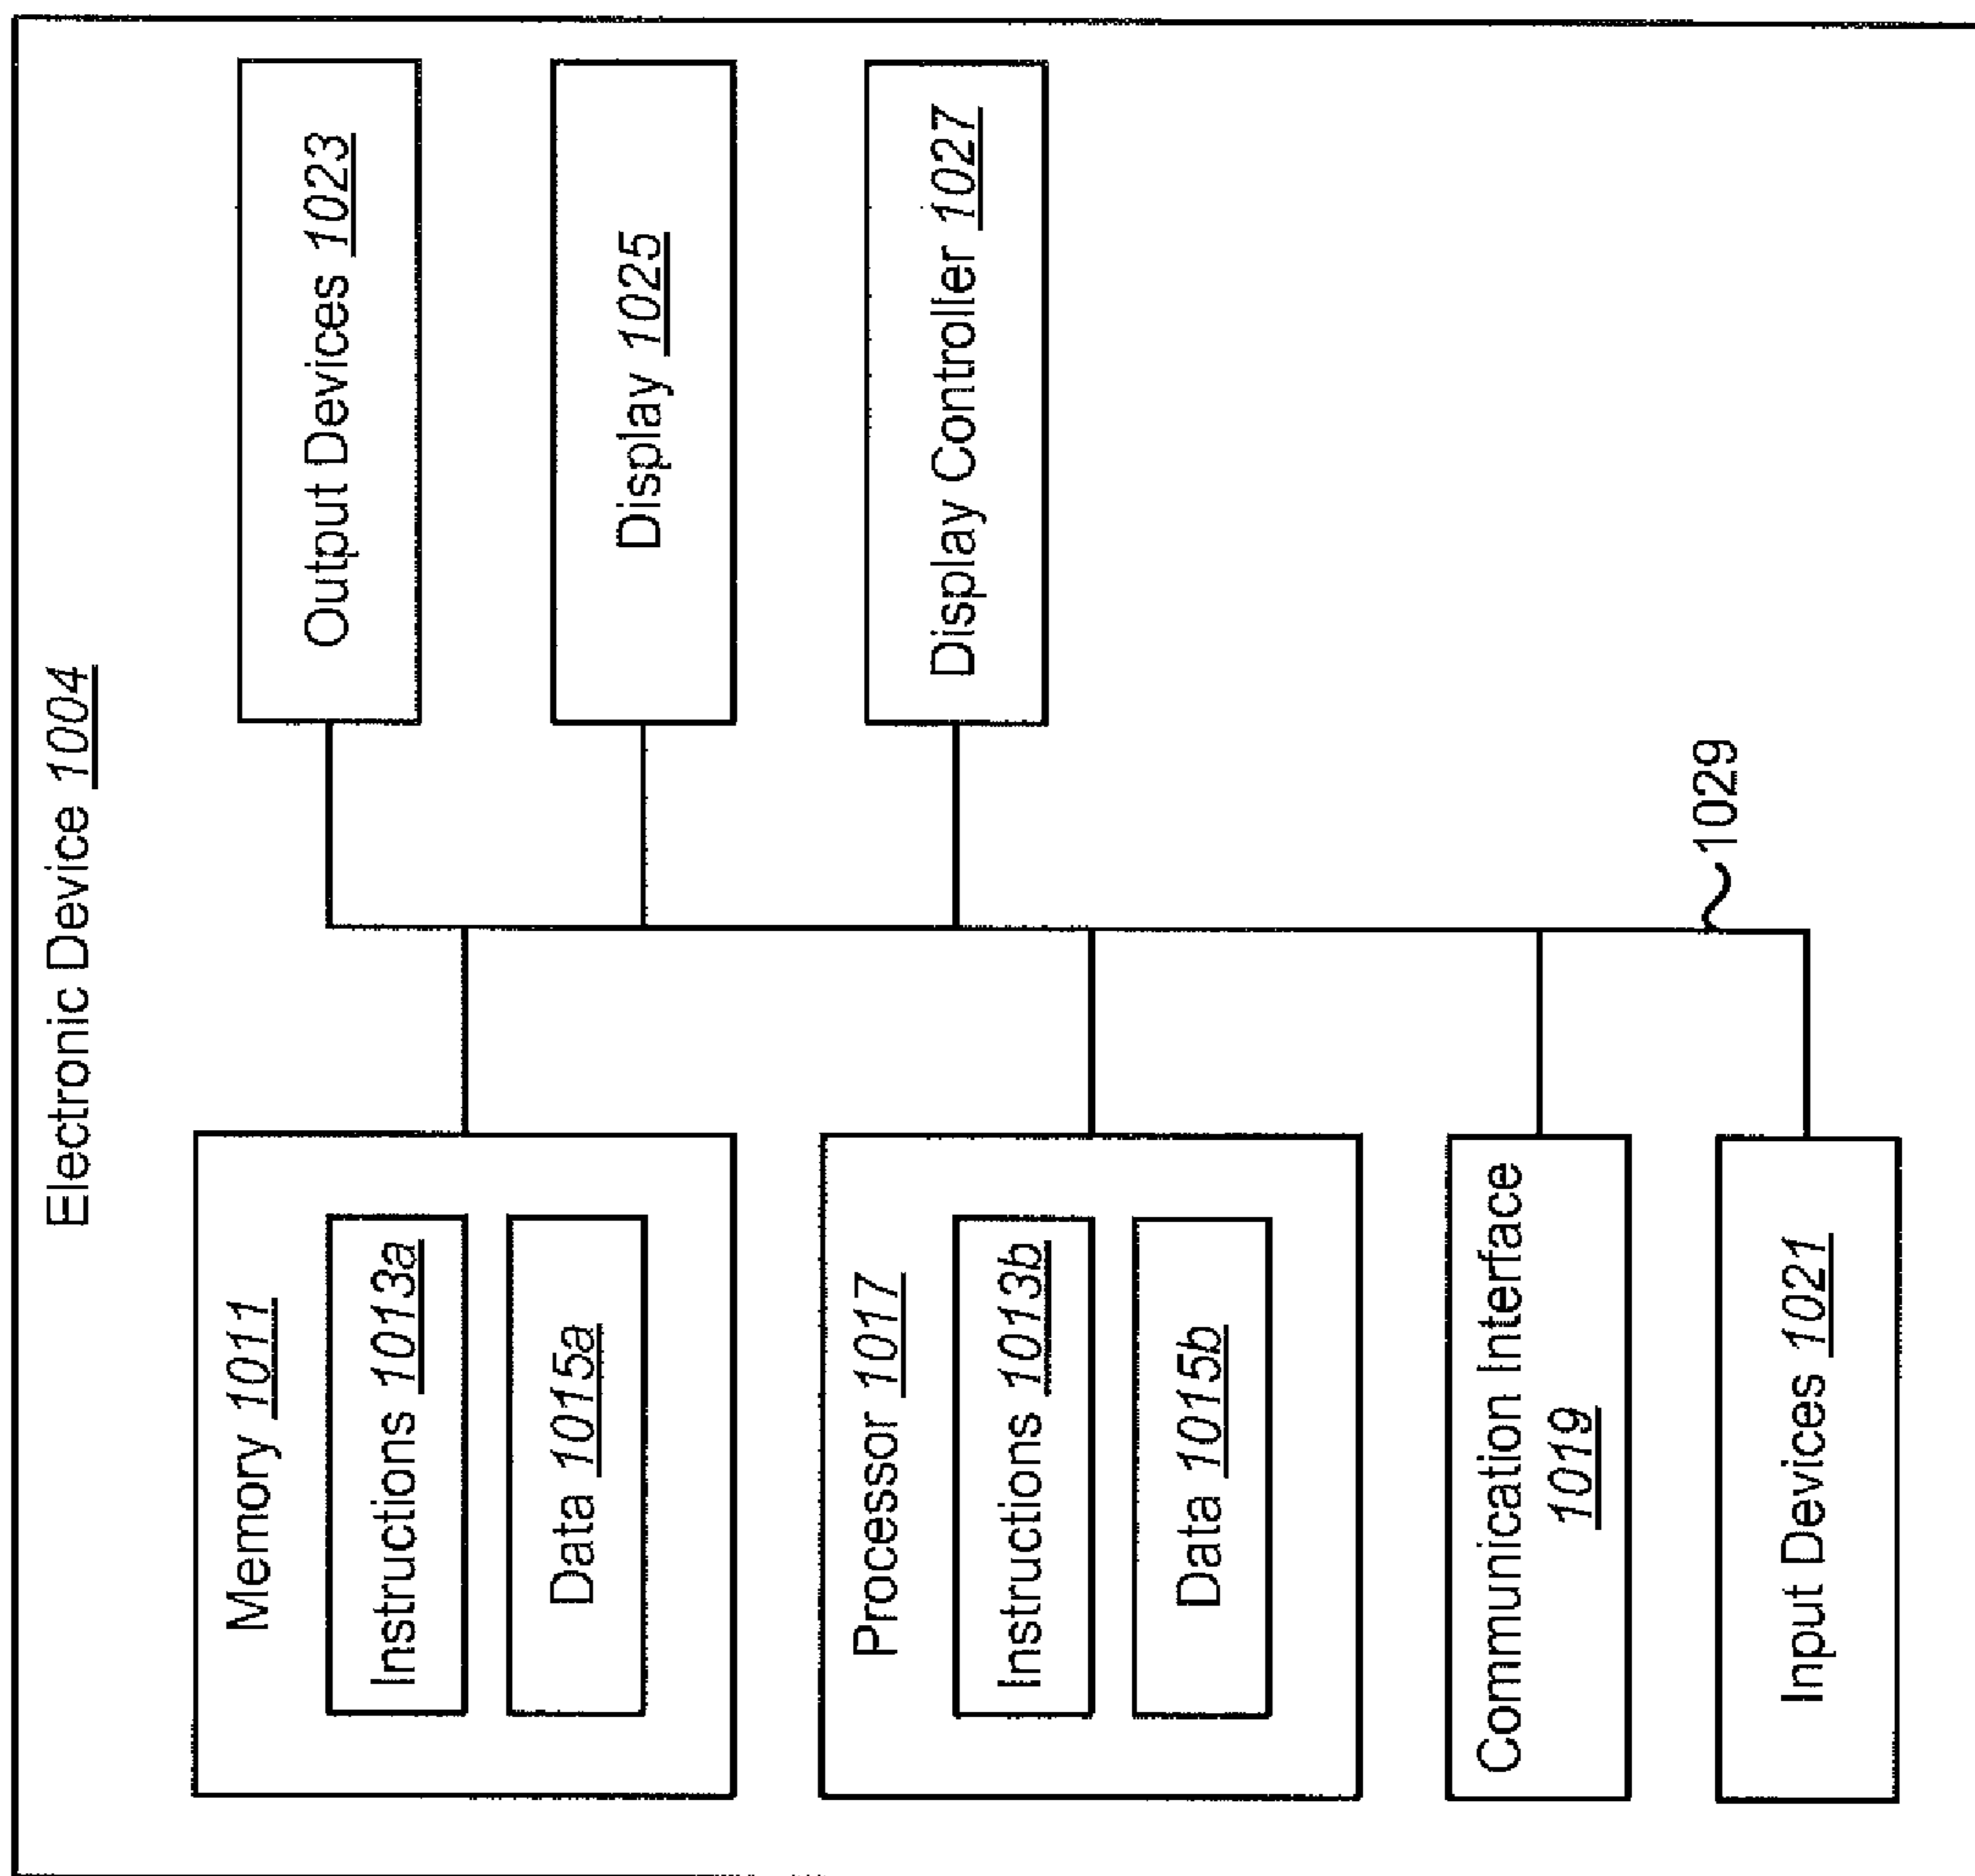 Electronic Device 1004
Memory 1011
Instructions 1013a
Data 1015a
Processor 1017
Instructions 1013b
Data 1015b
Communication Interface
1019
Input Devices 1021
Output Devices 1023
Display 1025
Display Controller 1027
1029